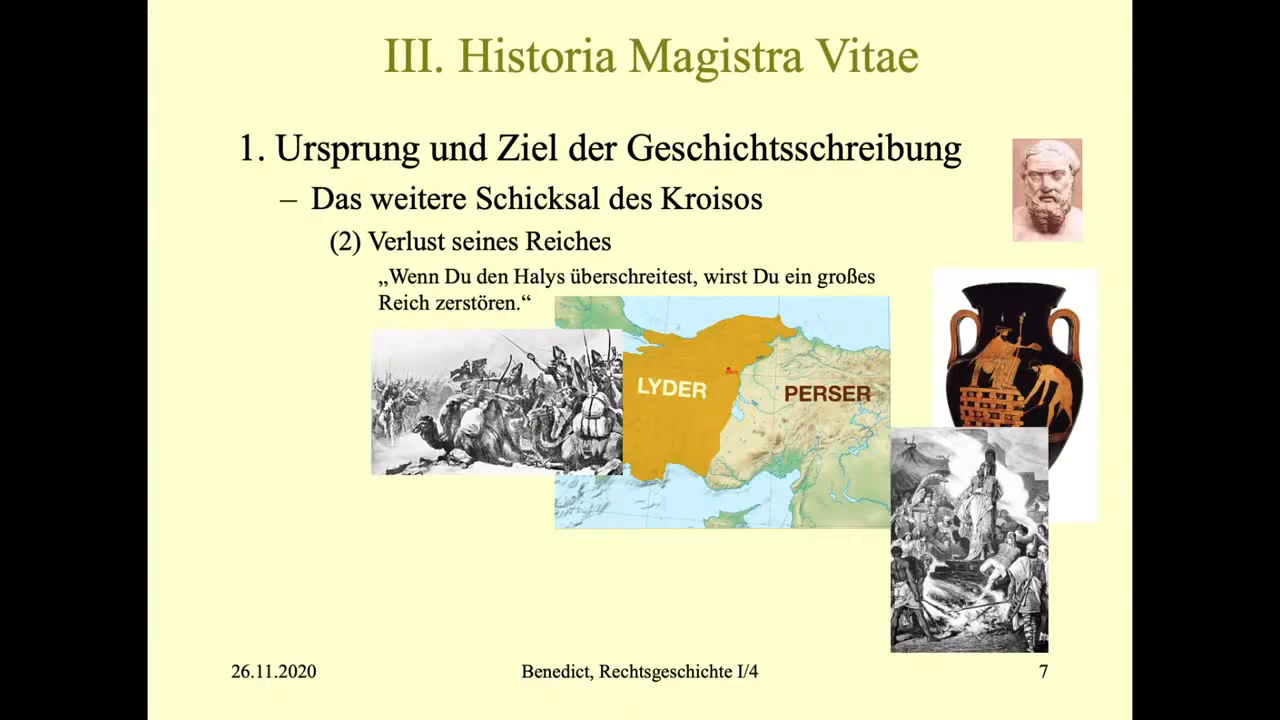 III. Historia Magistra Vitae
1. Ursprung und Ziel der Geschichtsschreibung
– Das weitere Schicksal des Kroisos
(2) Verlust seines Reiches
„Wenn Du den Halys überschreitest, wirst Du ein großes
Reich zerstören.“
LYDER
PERSER
26.11.2020
Benedict, Rechtsgeschichte I/4
7